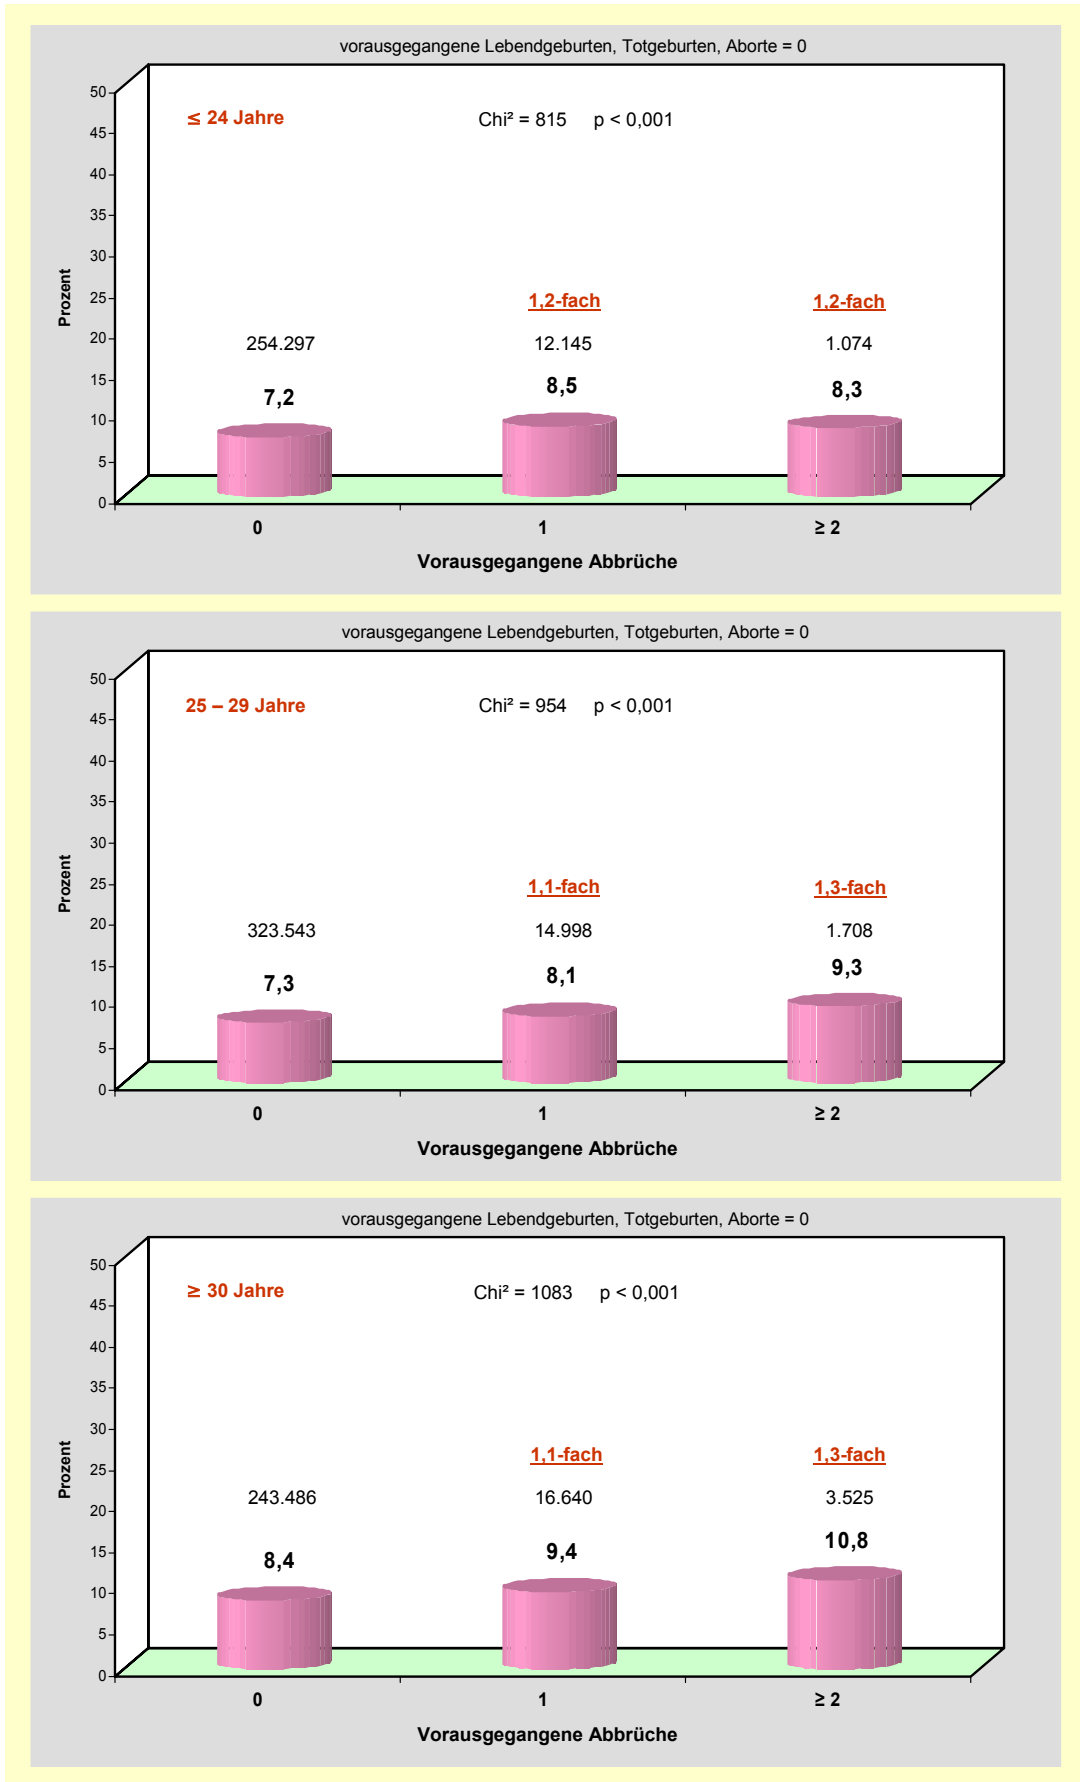 vorausgegangene Lebendgeburten, Totgeburten, Aborte = 0
≤ 24 Jahre
Chi² = 815 p < 0,001
50
45
40
35
30
25
20
15
10
5
0
Prozent
1,2-fach 1,2-fach
254.297 12.145 1.074
7,2 8,5 8,3
0 1 ≥ 2
Vorausgegangene Abbrüche
vorausgegangene Lebendgeburten, Totgeburten, Aborte = 0
25 – 29 Jahre
Chi² = 954 p < 0,001
50
45
40
35
30
25
20
15
10
5
0
Prozent
1,1-fach 1,3-fach
323.543 14.998 1.708
7,3 8,1 9,3
0 1 ≥ 2
Vorausgegangene Abbrüche
vorausgegangene Lebendgeburten, Totgeburten, Aborte = 0
≥ 30 Jahre
Chi² = 1083 p < 0,001
50
45
40
35
30
25
20
15
10
5
0
Prozent
1,1-fach 1,3-fach
243.486 16.640 3.525
8,4 9,4 10,8
0 1 ≥ 2
Vorausgegangene Abbrüche